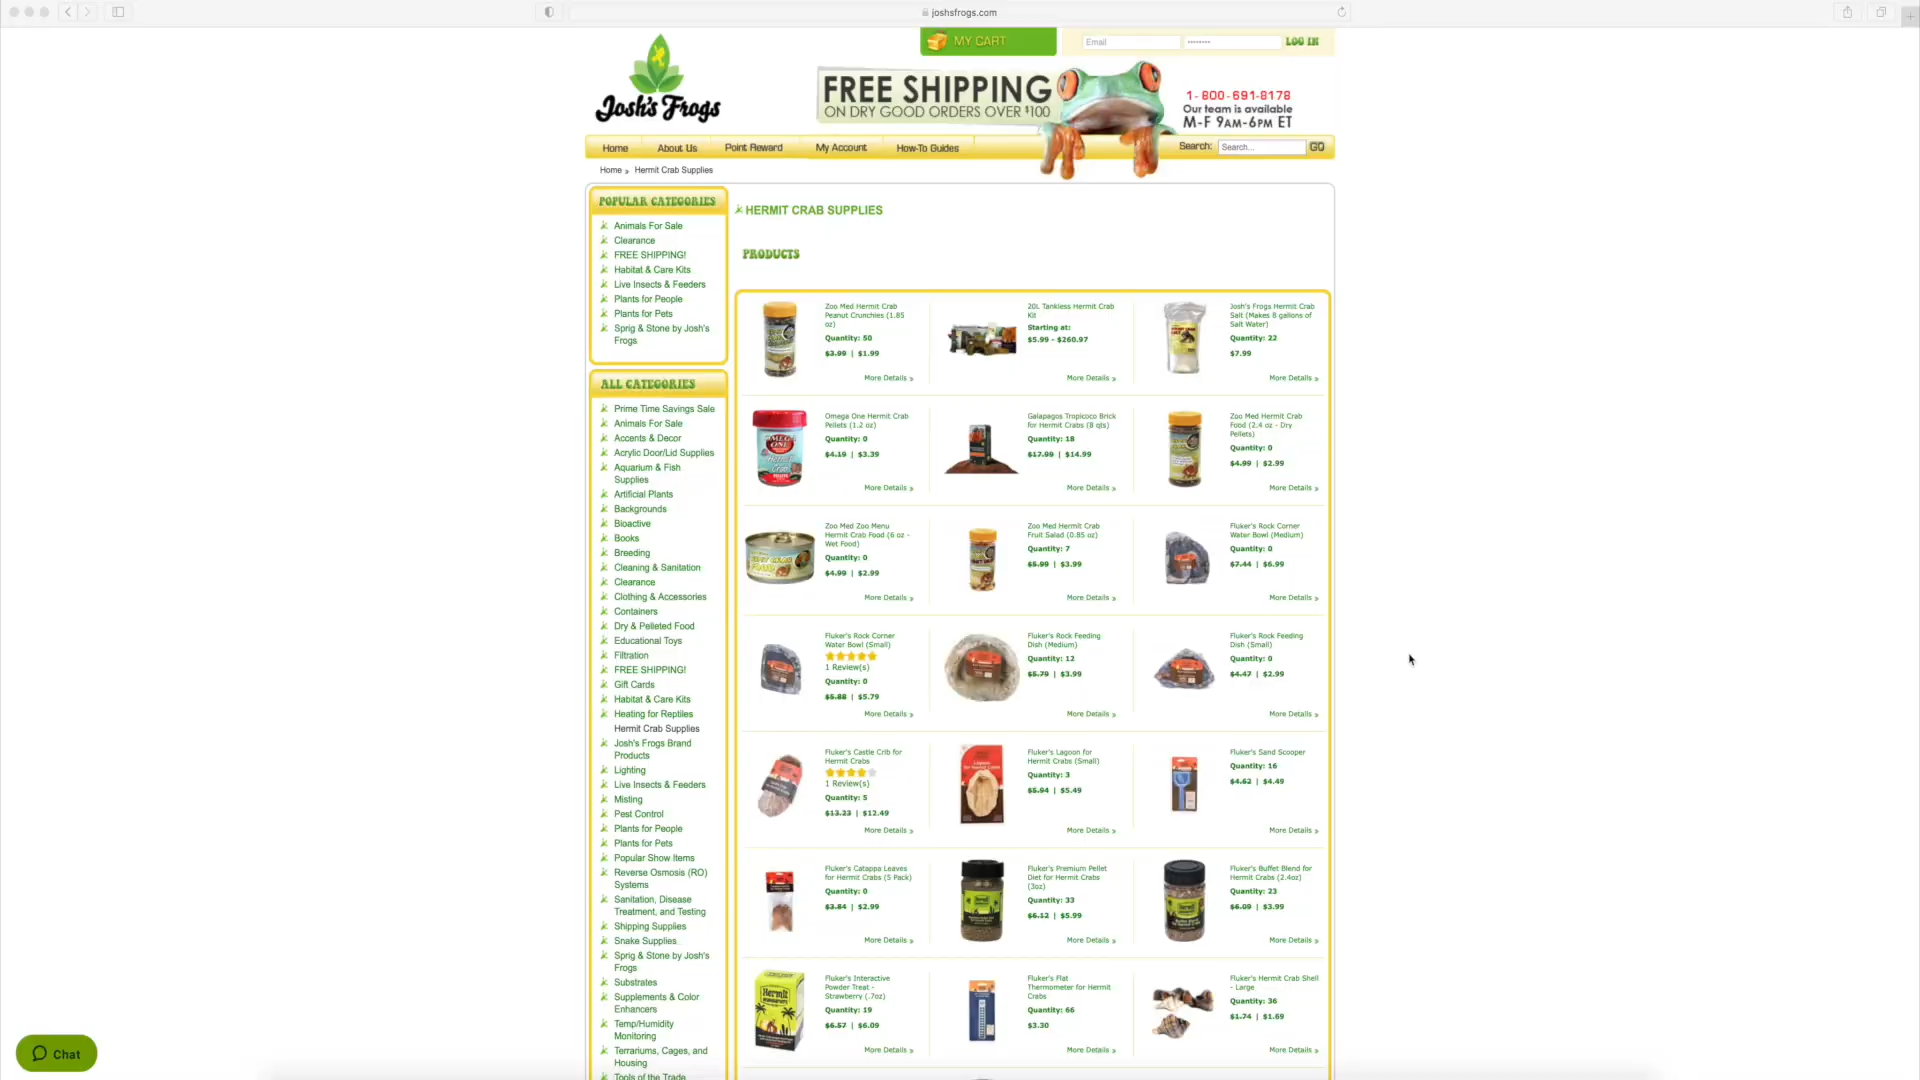 joshsfrogs.com
MY CART
Email
••••••••
LOG IN
Josh's Frogs
FREE SHIPPING
ON DRY GOOD ORDERS OVER $100
1-800-691-8178
Our team is available
M-F 9AM-6PM ET
Home
About Us
Point Reward
My Account
How-To Guides
Search:
Search...
GO
Home » Hermit Crab Supplies
POPULAR CATEGORIES
Animals For Sale
Clearance
FREE SHIPPING!
Habitat & Care Kits
Live Insects & Feeders
Plants for People
Plants for Pets
Sprig & Stone by Josh's
Frogs
ALL CATEGORIES
Prime Time Savings Sale
Animals For Sale
Accents & Decor
Acrylic Door/Lid Supplies
Aquarium & Fish
Supplies
Artificial Plants
Backgrounds
Bioactive
Books
Breeding
Cleaning & Sanitation
Clearance
Clothing & Accessories
Containers
Dry & Pelleted Food
Educational Toys
Filtration
FREE SHIPPING!
Gift Cards
Habitat & Care Kits
Heating for Reptiles
Hermit Crab Supplies
Josh's Frogs Brand
Products
Lighting
Live Insects & Feeders
Misting
Pest Control
Plants for People
Plants for Pets
Popular Show Items
Reverse Osmosis (RO)
Systems
Sanitation, Disease
Treatment, and Testing
Shipping Supplies
Snake Supplies
Sprig & Stone by Josh's
Frogs
Substrates
Supplements & Color
Enhancers
Temp/Humidity
Monitoring
Terrariums, Cages, and
Housing
Tools of the Trade
HERMIT CRAB SUPPLIES
PRODUCTS
Zoo Med Hermit Crab
Peanut Crunchies (1.85
oz)
Quantity: 50
$3.99 | $1.99
More Details »
20L Tankless Hermit Crab
Kit
Starting at:
$5.99 - $260.97
More Details »
Josh's Frogs Hermit Crab
Salt (Makes 8 gallons of
Salt Water)
Quantity: 22
$7.99
More Details »
Omega One Hermit Crab
Pellets (1.2 oz)
Quantity: 0
$4.19 | $3.39
More Details »
Galapagos Tropicoco Brick
for Hermit Crabs (8 qts)
Quantity: 18
$17.99 | $14.99
More Details »
Zoo Med Hermit Crab
Food (2.4 oz - Dry
Pellets)
Quantity: 0
$4.99 | $2.99
More Details »
Zoo Med Zoo Menu
Hermit Crab Food (6 oz -
Wet Food)
Quantity: 0
$4.99 | $2.99
More Details »
Zoo Med Hermit Crab
Fruit Salad (0.85 oz)
Quantity: 7
$5.99 | $3.99
More Details »
Fluker's Rock Corner
Water Bowl (Medium)
Quantity: 0
$7.44 | $6.99
More Details »
Fluker's Rock Corner
Water Bowl (Small)
1 Review(s)
Quantity: 0
$5.88 | $5.79
More Details »
Fluker's Rock Feeding
Dish (Medium)
Quantity: 12
$5.79 | $3.99
More Details »
Fluker's Rock Feeding
Dish (Small)
Quantity: 0
$4.47 | $2.99
More Details »
Fluker's Castle Crib for
Hermit Crabs
1 Review(s)
Quantity: 5
$13.23 | $12.49
More Details »
Fluker's Lagoon for
Hermit Crabs (Small)
Quantity: 3
$5.94 | $5.49
More Details »
Fluker's Sand Scooper
Quantity: 16
$4.62 | $4.49
More Details »
Fluker's Catappa Leaves
for Hermit Crabs (5 Pack)
Quantity: 0
$3.84 | $2.99
More Details »
Fluker's Premium Pellet
Diet for Hermit Crabs
(3oz)
Quantity: 33
$6.12 | $5.99
More Details »
Fluker's Buffet Blend for
Hermit Crabs (2.4oz)
Quantity: 23
$6.09 | $3.99
More Details »
Fluker's Interactive
Powder Treat -
Strawberry (.7oz)
Quantity: 19
$6.57 | $6.09
More Details »
Fluker's Flat
Thermometer for Hermit
Crabs
Quantity: 66
$3.30
More Details »
Fluker's Hermit Crab Shell
- Large
Quantity: 36
$1.74 | $1.69
More Details »
Chat